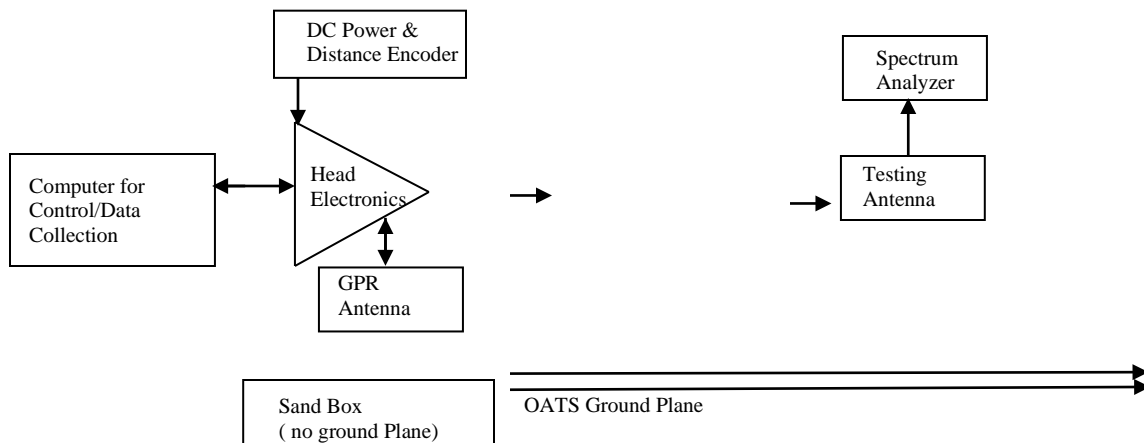 DC Power &
Distance Encoder
Spectrum
Analyzer
Computer for
Control/Data
Collection
Head
Electronics
Testing
Antenna
GPR
Antenna
Sand Box
( no ground Plane)
OATS Ground Plane